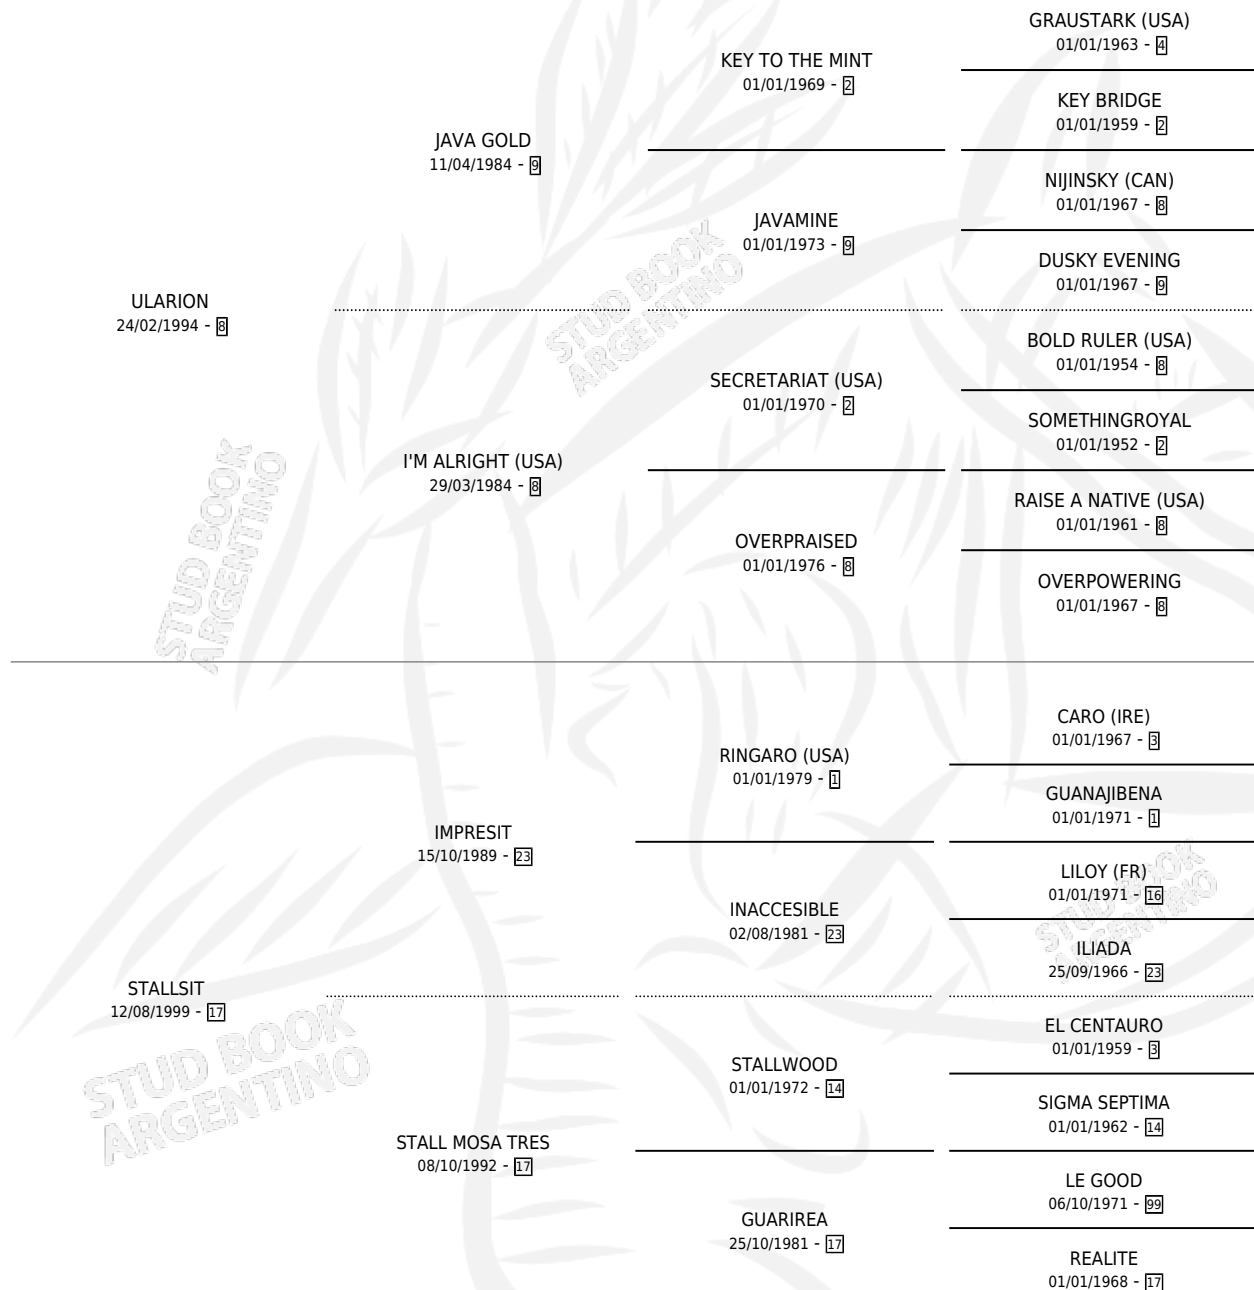 GRAUSTARK (USA)
01/01/1963 - 4
KEY TO THE MINT
01/01/1969 - 2
KEY BRIDGE
01/01/1959 - 2
JAVA GOLD
11/04/1984 - 9
NIJINSKY (CAN)
01/01/1967 - 8
JAVAMINE
01/01/1973 - 9
DUSKY EVENING
01/01/1967 - 9
ULARION
24/02/1994 - 8
BOLD RULER (USA)
01/01/1954 - 8
SECRETARIAT (USA)
01/01/1970 - 2
SOMETHINGROYAL
01/01/1952 - 2
I'M ALRIGHT (USA)
29/03/1984 - 8
RAISE A NATIVE (USA)
01/01/1961 - 8
OVERPRAISED
01/01/1976 - 8
OVERPOWERING
01/01/1967 - 8
CARO (IRE)
01/01/1967 - 3
RINGARO (USA)
01/01/1979 - 1
GUANAJIBENA
01/01/1971 - 1
IMPRESIT
15/10/1989 - 23
LILOY (FR)
01/01/1971 - 16
INACCESIBLE
02/08/1981 - 23
ILIADA
25/09/1966 - 23
STALLSIT
12/08/1999 - 17
EL CENTAURO
01/01/1959 - 3
STALLWOOD
01/01/1972 - 14
SIGMA SEPTIMA
01/01/1962 - 14
STALL MOSA TRES
08/10/1992 - 17
LE GOOD
06/10/1971 - 99
GUARIREA
25/10/1981 - 17
REALITE
01/01/1968 - 17
STUD BOOK
ARGENTINO
STUD BOOK
ARGENTINO
STUD BOOK
ARGENTINO
STUD BOOK
ARGENTINO